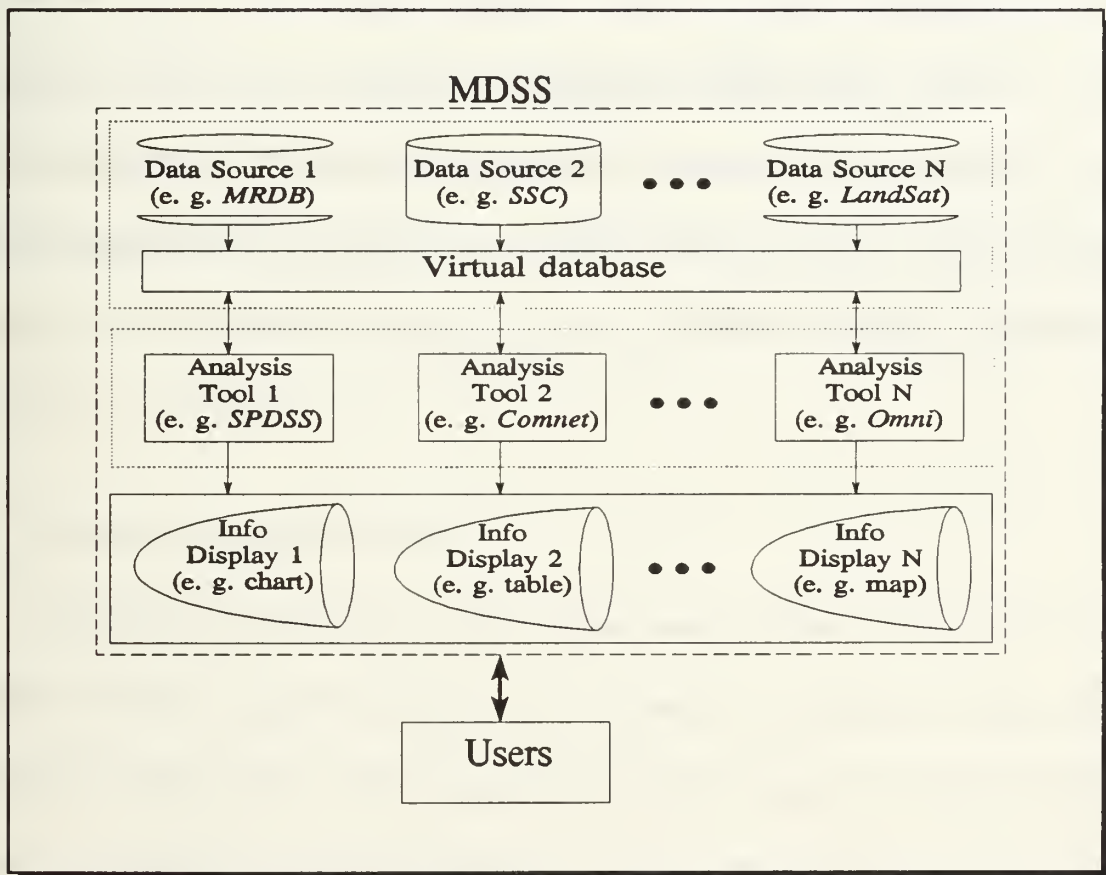 MDSS
Data Source 1
(e. g. MRDB)
Data Source 2
(e. g. SSC)
Data Source N
(e. g. LandSat)
Virtual database
Analysis
Tool 1
(e. g. SPDSS)
Analysis
Tool 2
(e. g. Comnet)
Analysis
Tool N
(e. g. Omni)
Info
Display 1
(e. g. chart)
Info
Display 2
(e. g. table)
Info
Display N
(e. g. map)
Users